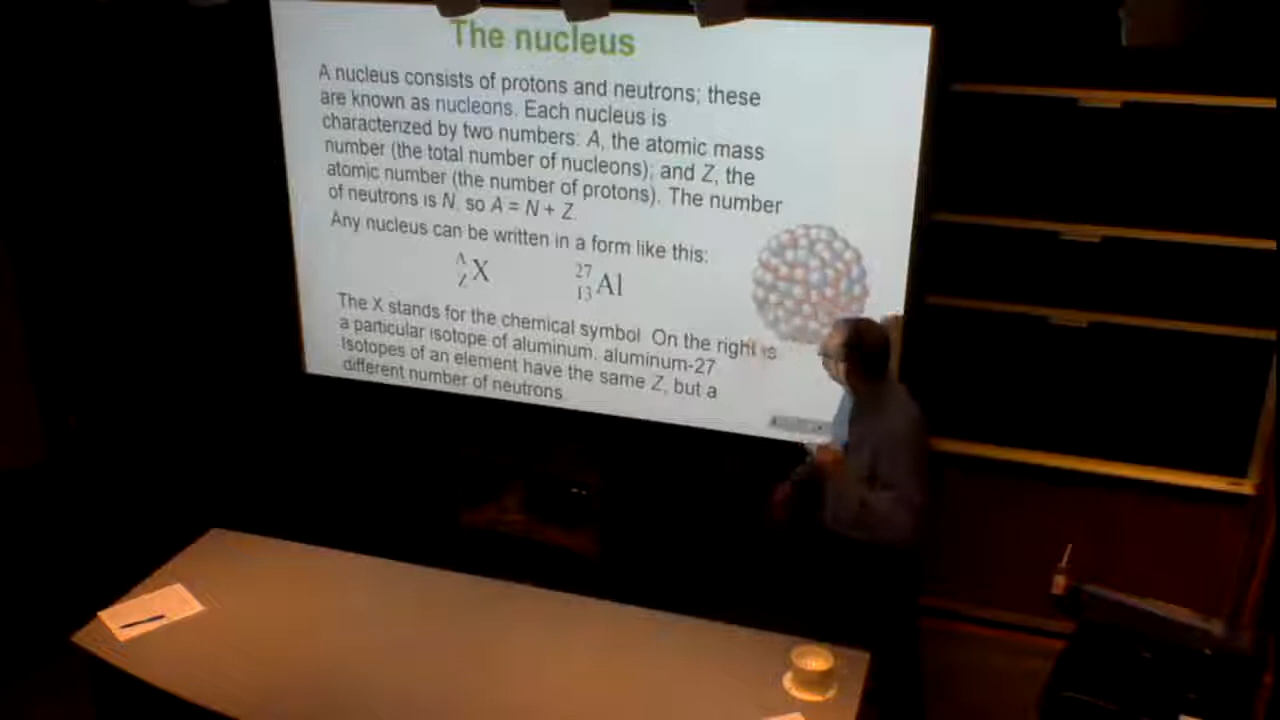 The nucleus
A nucleus consists of protons and neutrons; these
are known as nucleons. Each nucleus is
characterized by two numbers: A, the atomic mass
number (the total number of nucleons); and Z, the
atomic number (the number of protons). The number
of neutrons is N, so A = N + Z.
Any nucleus can be written in a form like this:
A
Z X
27
13 Al
The X stands for the chemical symbol. On the right is
a particular isotope of aluminum, aluminum-27
Isotopes of an element have the same Z, but a
different number of neutrons.